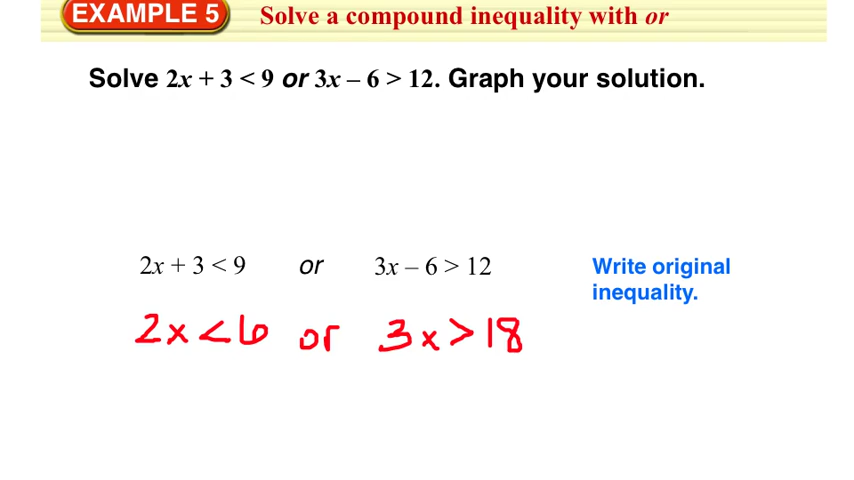 EXAMPLE 5 Solve a compound inequality with or
Solve 2x + 3 < 9 or 3x – 6 > 12. Graph your solution.
2x + 3 < 9 or 3x – 6 > 12 Write original
inequality.
2x < 6 or 3x > 18